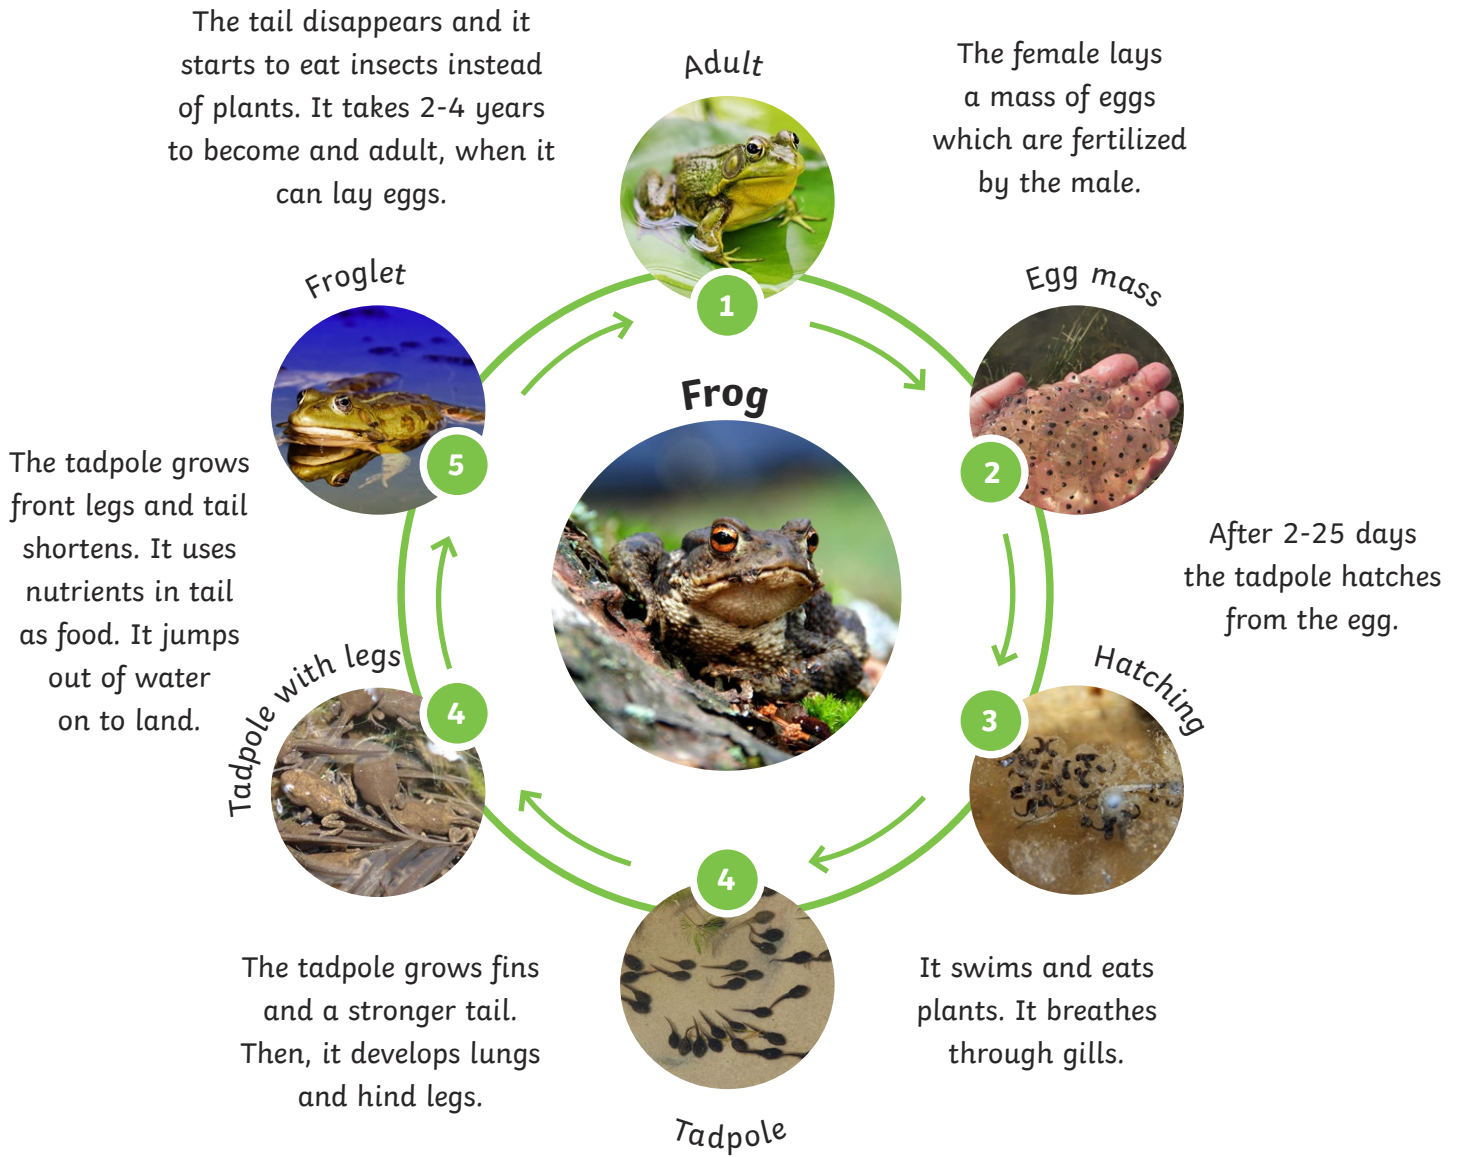 The tail disappears and it
starts to eat insects instead
of plants. It takes 2-4 years
to become and adult, when it
can lay eggs.
Adult
The female lays
a mass of eggs
which are fertilized
by the male.
1
Egg mass
2
After 2-25 days
the tadpole hatches
from the egg.
Hatching
3
It swims and eats
plants. It breathes
through gills.
Tadpole
4
The tadpole grows fins
and a stronger tail.
Then, it develops lungs
and hind legs.
Tadpole with legs
4
The tadpole grows
front legs and tail
shortens. It uses
nutrients in tail
as food. It jumps
out of water
on to land.
Froglet
5
Frog